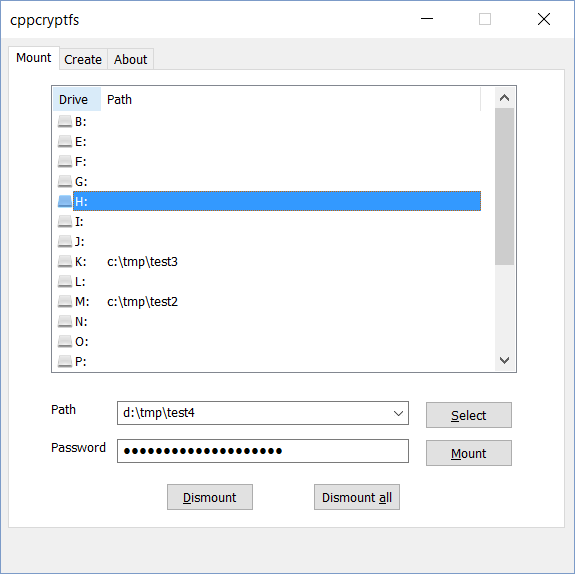 cppcryptfs
Mount Create About
Drive Path
B:
E:
F:
G:
H:
I:
J:
K: c:\tmp\test3
L:
M: c:\tmp\test2
N:
O:
P:
Path d:\tmp\test4 Select
Password ●●●●●●●●●●●●●●●●●●●● Mount
Dismount Dismount all